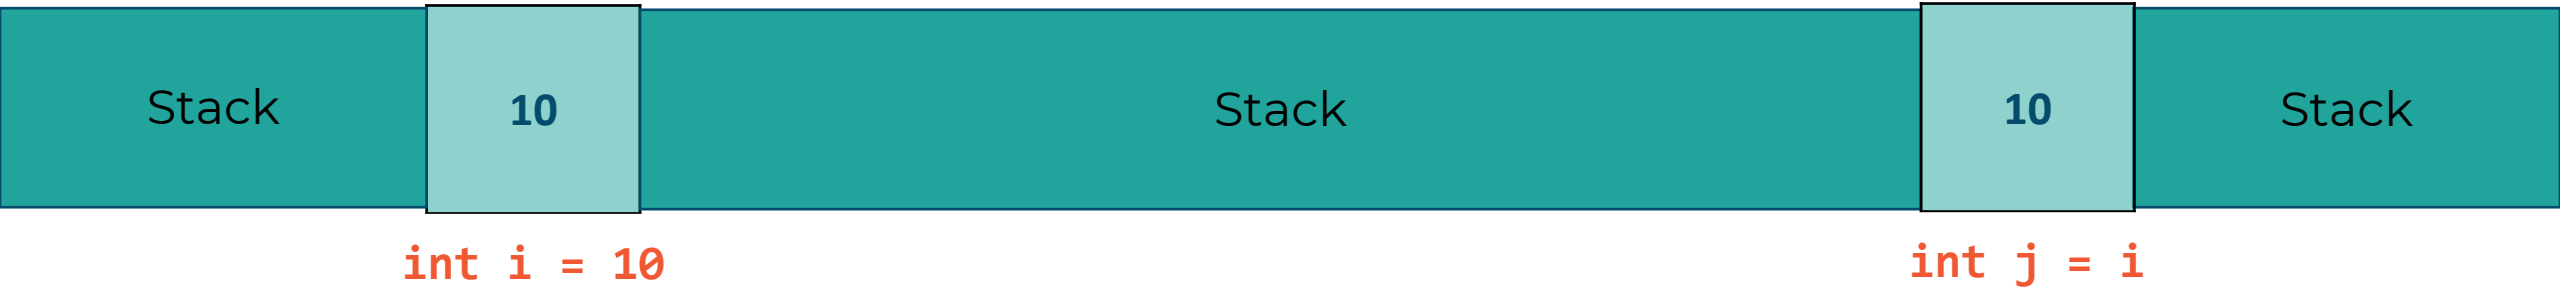 Stack 10 Stack 10 Stack
int i = 10 int j = i